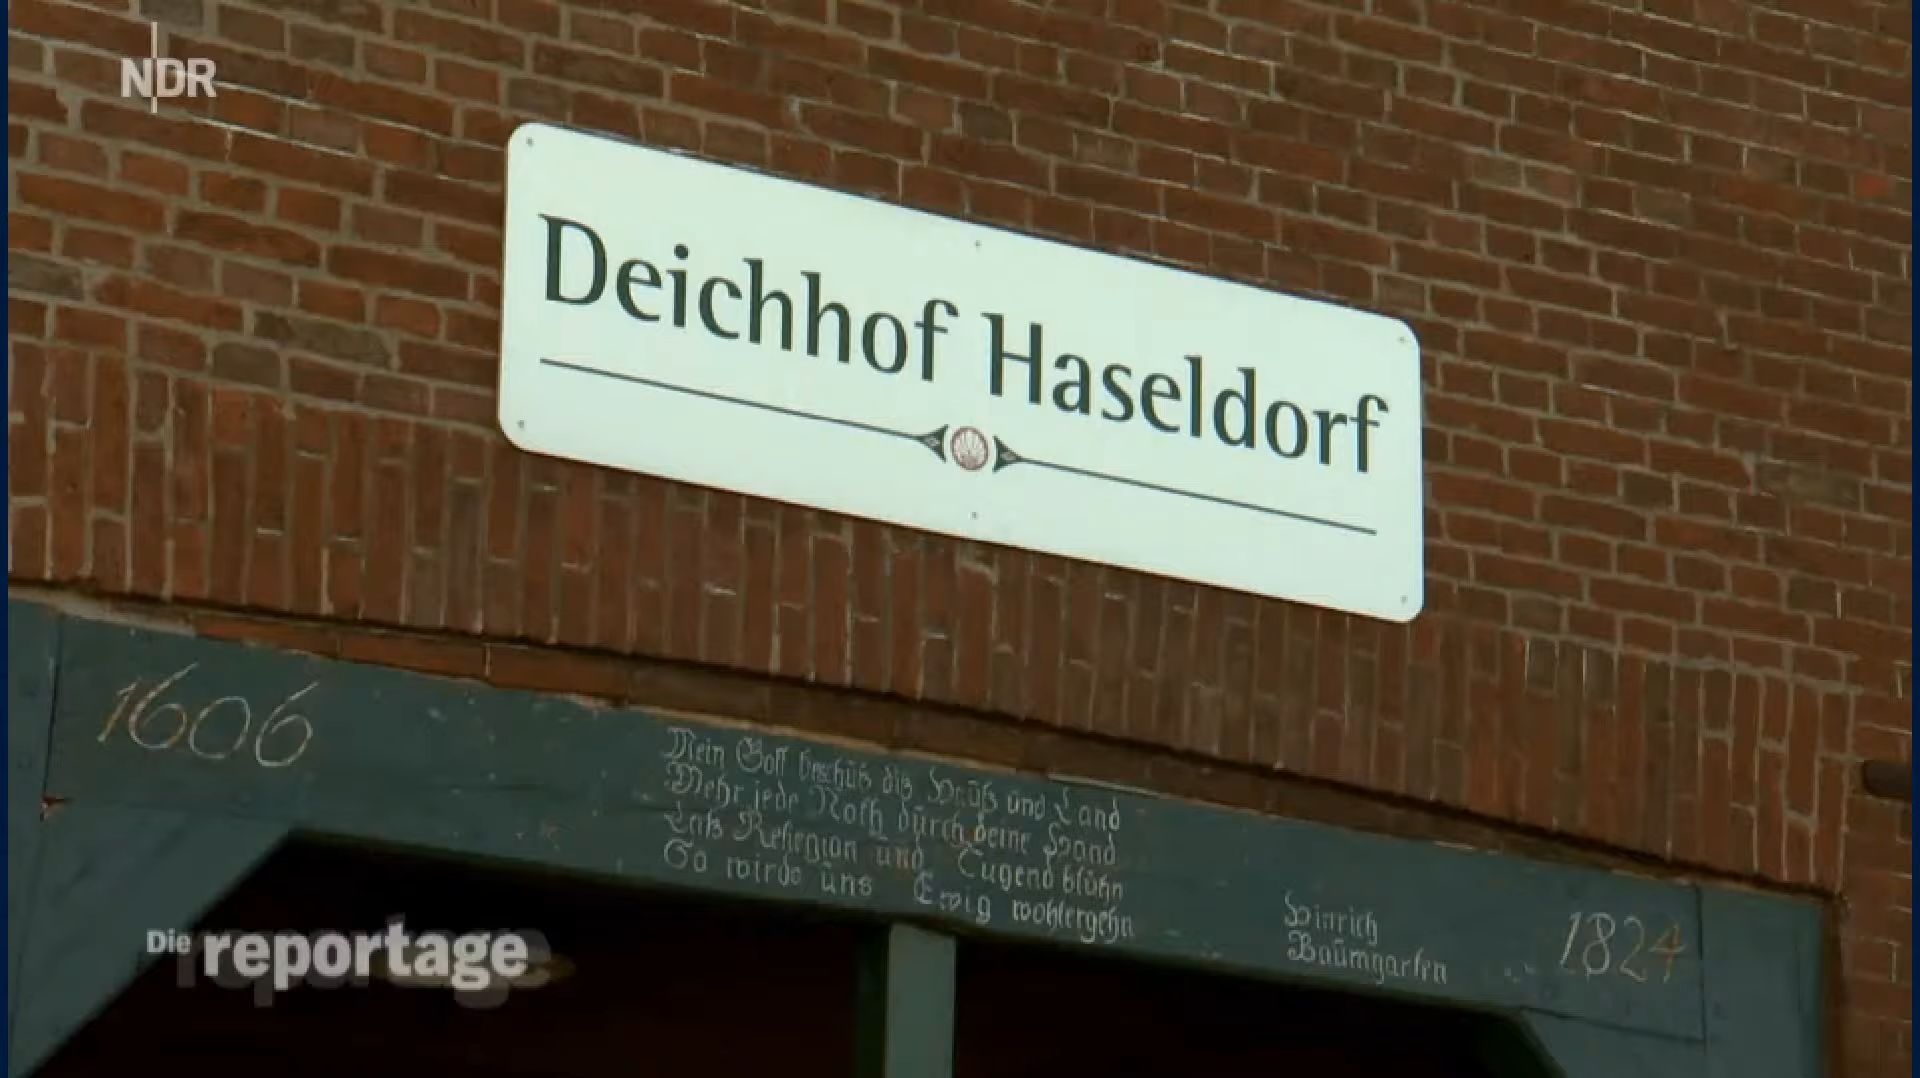 NDR
Deichhof Haseldorf
1606
Mein Gott beschütz dis Hauß und Land
Mehr jede Noth durch deine Hand
Laß Religion und Tugend blühn
So wirds uns Ewig wohlergehn
Hinrich
Baumgarten
1824
Die reportage